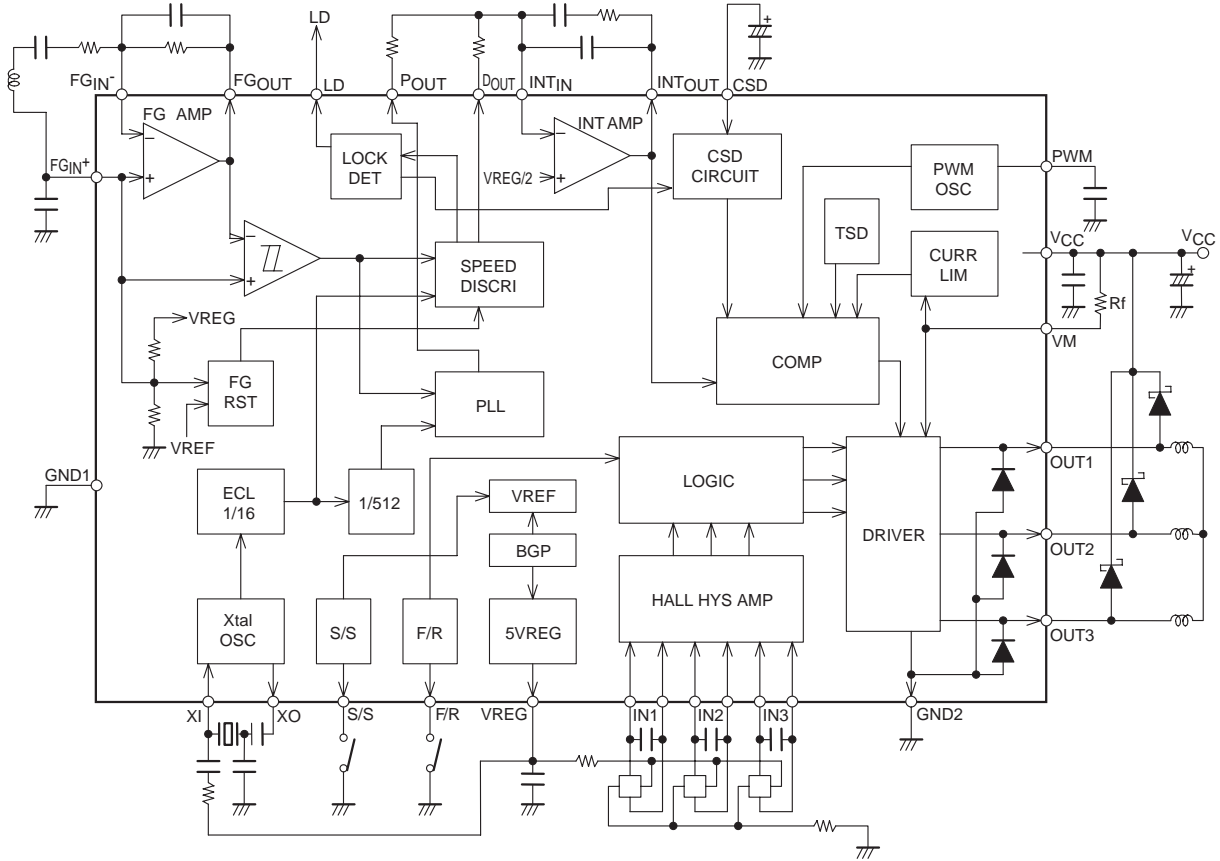 LD
FGIN-
FGOUT
LD
POUT
DOUT
INTIN
INTOUT
CSD
FG AMP
INT AMP
LOCK
DET
CSD
CIRCUIT
PWM
OSC
PWM
FGIN+
VREG/2
TSD
CURR
LIM
VCC
VCC
+
+
Rf
VM
SPEED
DISCRI
VREG
COMP
FG
RST
PLL
VREF
GND1
ECL
1/16
1/512
VREF
BGP
LOGIC
DRIVER
OUT1
OUT2
OUT3
Xtal
OSC
S/S
F/R
5VREG
HALL HYS AMP
XI
XO
S/S
F/R
VREG
IN1
IN2
IN3
GND2